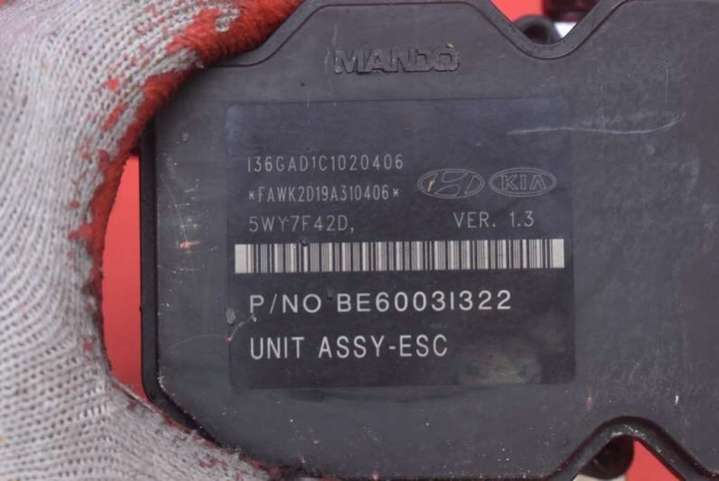 MANDO
I36GAD1C1020406
*FAWK2D19A310406*
KIA
5WY7F42D, VER. 1.3
P/NO BE6003I322
UNIT ASSY-ESC